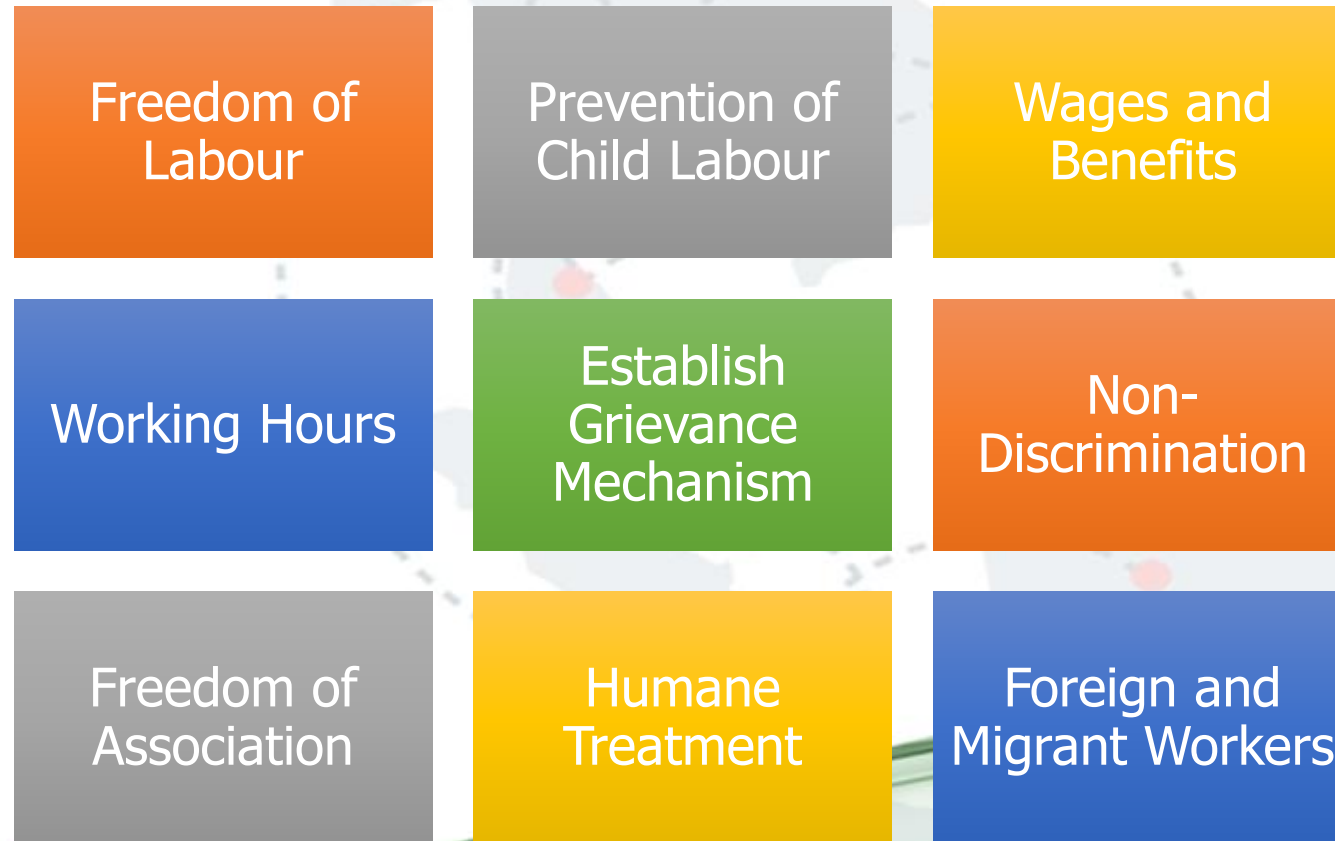 Freedom of
Labour
Prevention of
Child Labour
Wages and
Benefits
Working Hours
Establish
Grievance
Mechanism
Non-
Discrimination
Freedom of
Association
Humane
Treatment
Foreign and
Migrant Workers